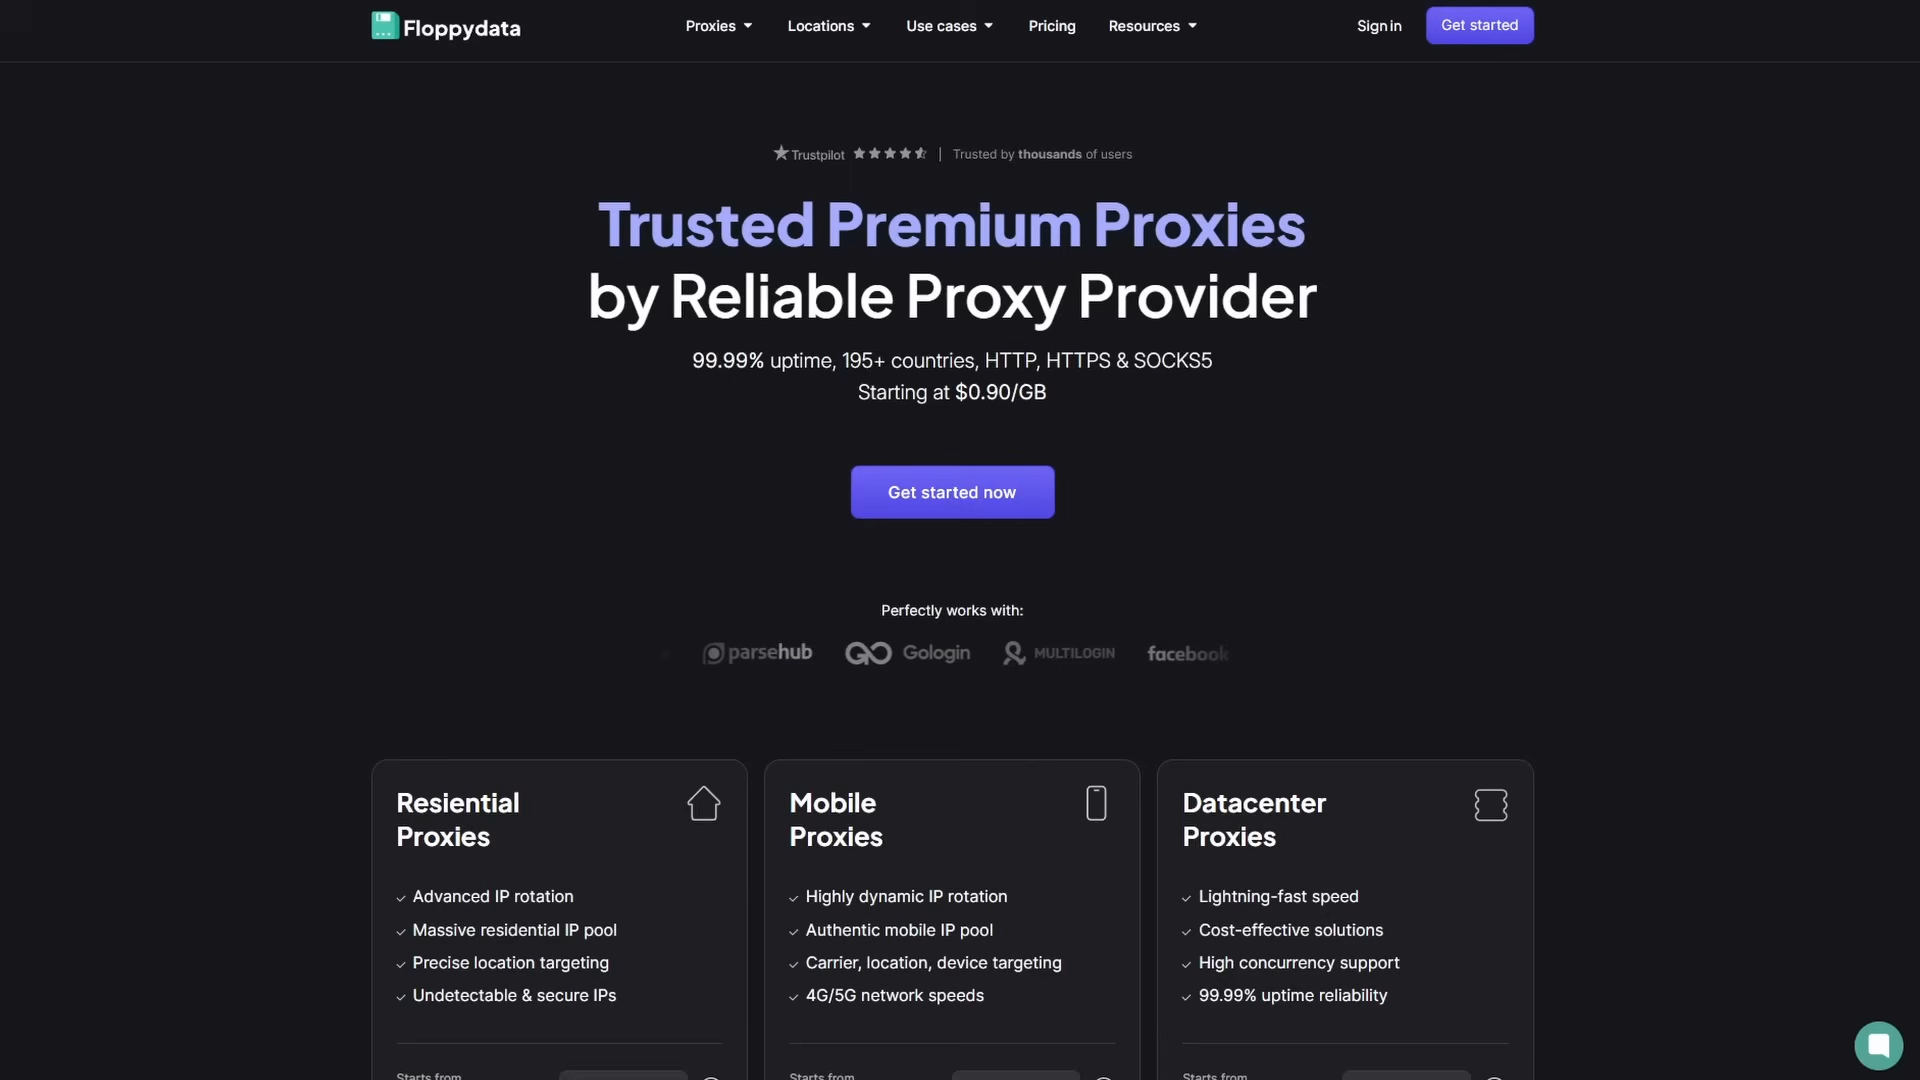 Floppydata
Proxies
Locations
Use cases
Pricing
Resources
Sign in
Get started
Trustpilot
Trusted by thousands of users
Trusted Premium Proxies
by Reliable Proxy Provider
99.99% uptime, 195+ countries, HTTP, HTTPS & SOCKS5
Starting at $0.90/GB
Get started now
Perfectly works with:
parsehub
GO Gologin
MULTILOGIN
facebook
Resiential
Proxies
Advanced IP rotation
Massive residential IP pool
Precise location targeting
Undetectable & secure IPs
Starts from
Mobile
Proxies
Highly dynamic IP rotation
Authentic mobile IP pool
Carrier, location, device targeting
4G/5G network speeds
Starts from
Datacenter
Proxies
Lightning-fast speed
Cost-effective solutions
High concurrency support
99.99% uptime reliability
Starts from